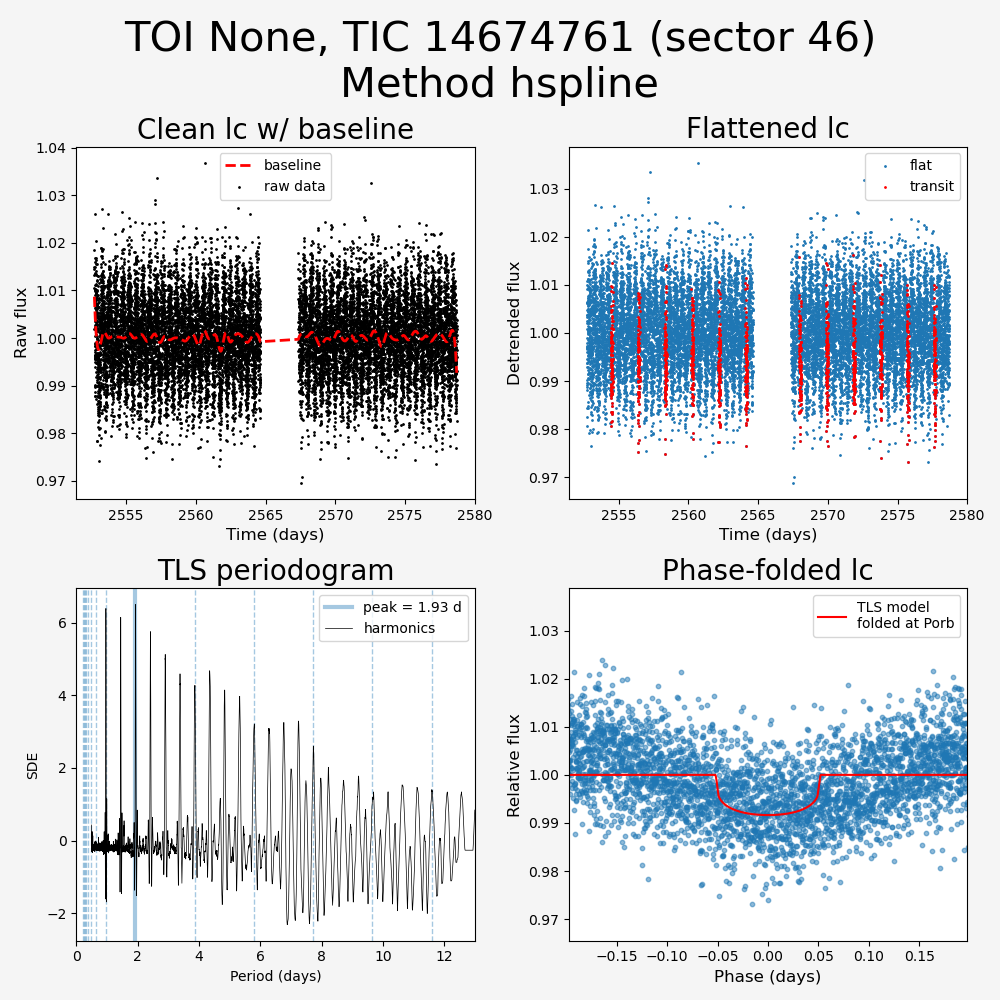 TOI None, TIC 14674761 (sector 46)
Method hspline
Clean lc w/ baseline
Flattened lc
1.04
1.03
1.02
1.01
1.00
0.99
0.98
0.97
Raw flux
baseline
raw data
2555
2560
2565
2570
2575
2580
Time (days)
1.03
1.02
1.01
1.00
0.99
0.98
0.97
Detrended flux
flat
transit
2555
2560
2565
2570
2575
2580
Time (days)
TLS periodogram
Phase-folded lc
6
4
2
0
−2
SDE
peak = 1.93 d
harmonics
0
2
4
6
8
10
12
Period (days)
1.03
1.02
1.01
1.00
0.99
0.98
0.97
Relative flux
TLS model
folded at Porb
−0.15
−0.10
−0.05
0.00
0.05
0.10
0.15
Phase (days)